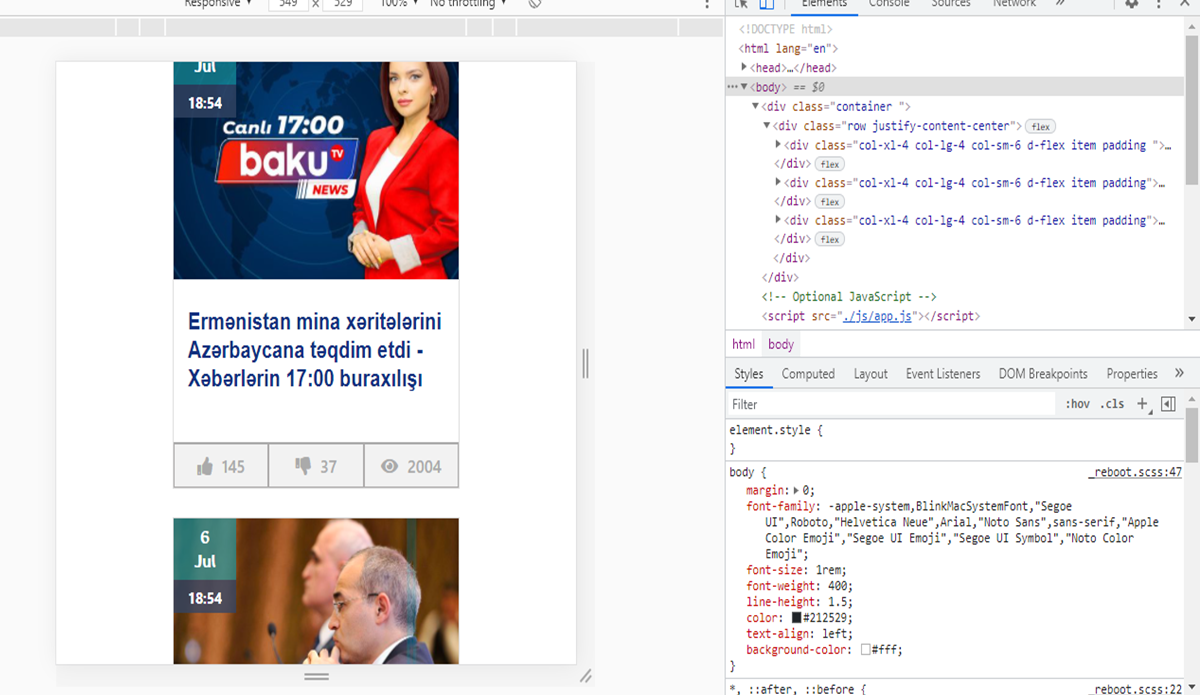 Responsive ▾ 549 x 529 100% ▾ No throttling ▾
Jul
18:54
Canlı 17:00
baku TV
NEWS
Ermənistan mina xəritələrini
Azərbaycana təqdim etdi -
Xəbərlərin 17:00 buraxılışı
145 37 2004
6
Jul
18:54
Elements Console Sources Network »
<!DOCTYPE html>
<html lang="en">
▶<head>…</head>
…▼<body> == $0
▼<div class="container ">
▼<div class="row justify-content-center"> flex
▶<div class="col-xl-4 col-lg-4 col-sm-6 d-flex item padding ">…
</div> flex
▶<div class="col-xl-4 col-lg-4 col-sm-6 d-flex item padding">…
</div> flex
▶<div class="col-xl-4 col-lg-4 col-sm-6 d-flex item padding">…
</div> flex
</div>
</div>
<!-- Optional JavaScript -->
<script src="./js/app.js"></script>
html body
Styles Computed Layout Event Listeners DOM Breakpoints Properties »
Filter :hov .cls +
element.style {
}
body { _reboot.scss:47
margin:▶ 0;
font-family: -apple-system,BlinkMacSystemFont,"Segoe
UI",Roboto,"Helvetica Neue",Arial,"Noto Sans",sans-serif,"Apple
Color Emoji","Segoe UI Emoji","Segoe UI Symbol","Noto Color
Emoji";
font-size: 1rem;
font-weight: 400;
line-height: 1.5;
color: #212529;
text-align: left;
background-color: #fff;
}
*, ::after, ::before { _reboot.scss:22